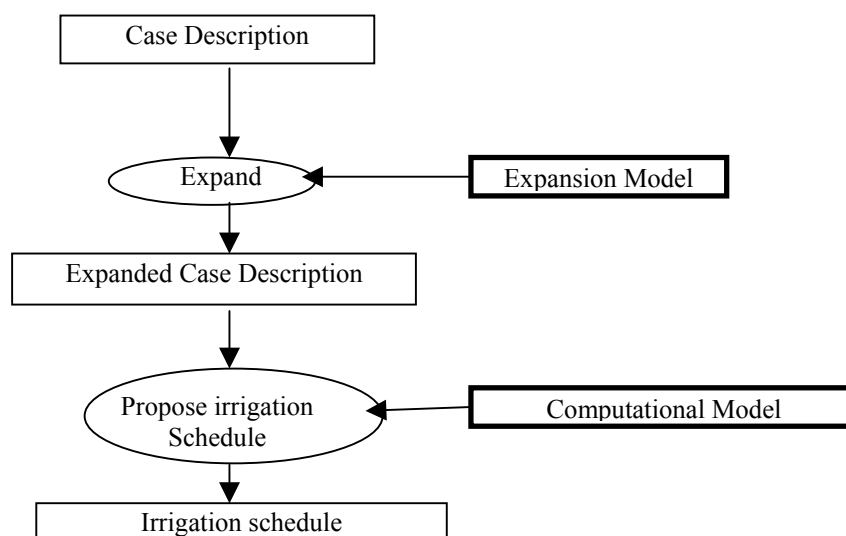 Case Description
Expand
Expansion Model
Expanded Case Description
Propose irrigation
Schedule
Computational Model
Irrigation schedule